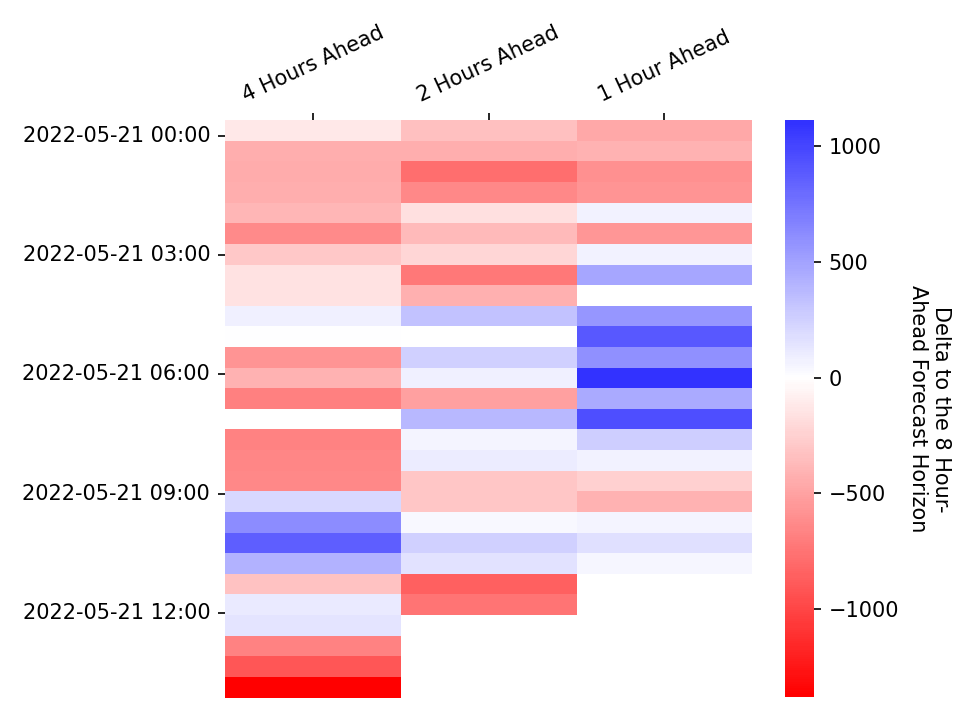 4 Hours Ahead
2 Hours Ahead
1 Hour Ahead
2022-05-21 00:00
2022-05-21 03:00
2022-05-21 06:00
2022-05-21 09:00
2022-05-21 12:00
1000
500
0
−500
−1000
Delta to the 8 Hour-
Ahead Forecast Horizon